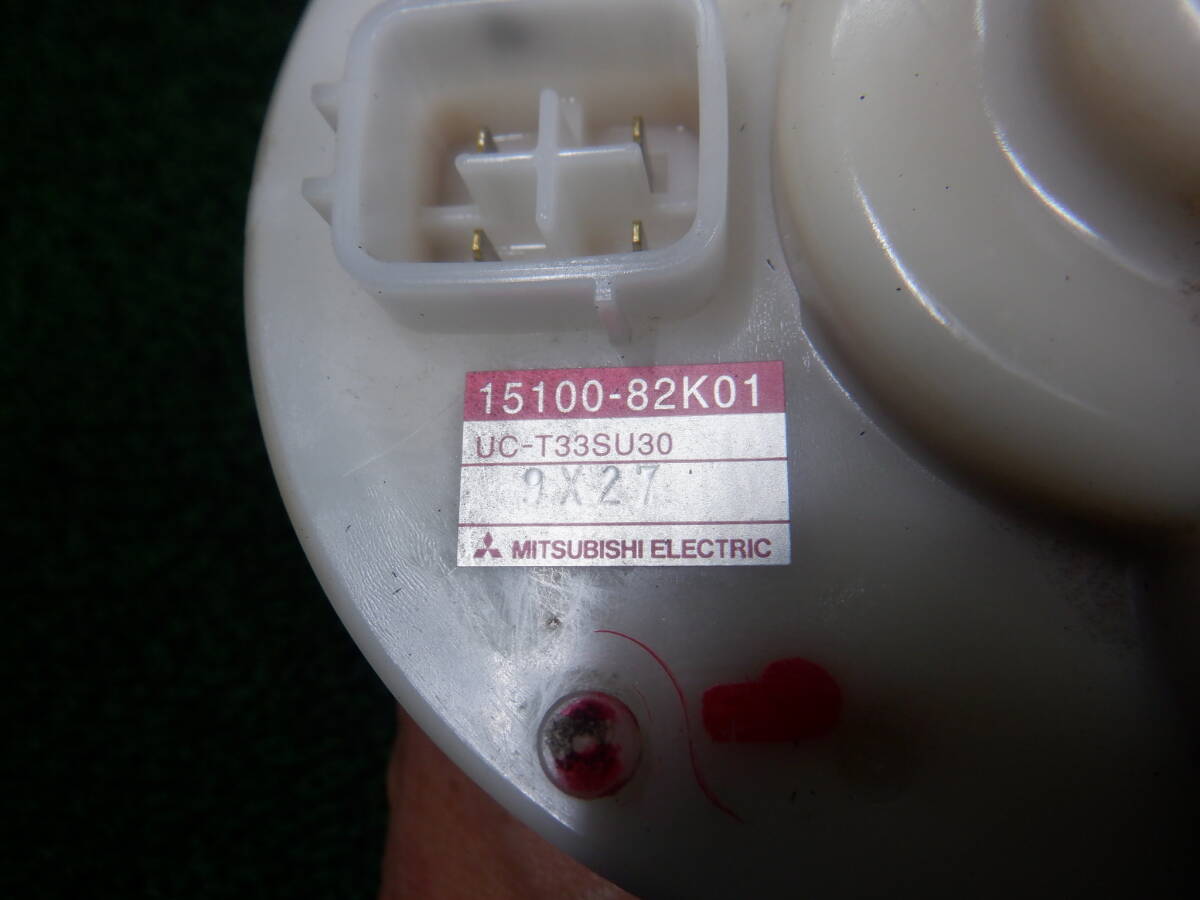 15100-82K01
UC-T33SU30
9X27
MITSUBISHI ELECTRIC